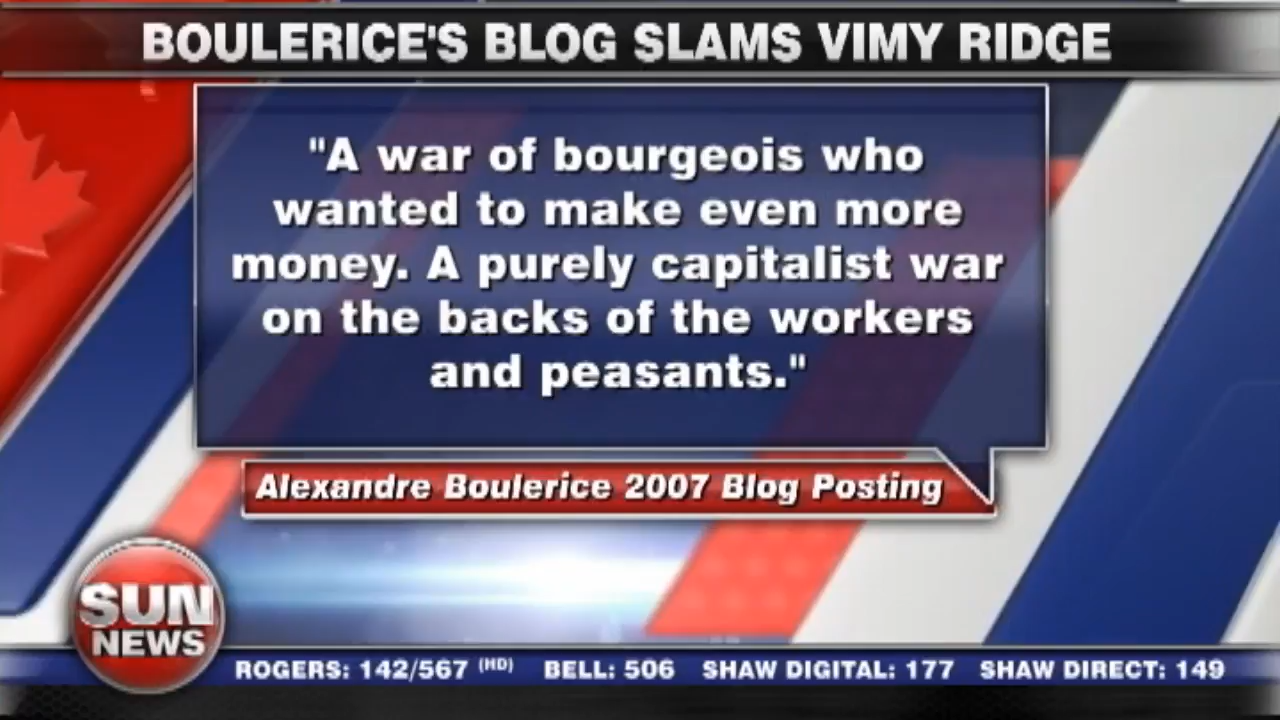 BOULERICE'S BLOG SLAMS VIMY RIDGE
"A war of bourgeois who
wanted to make even more
money. A purely capitalist war
on the backs of the workers
and peasants."
Alexandre Boulerice 2007 Blog Posting
SUN
NEWS
ROGERS: 142/567 (HD) BELL: 506 SHAW DIGITAL: 177 SHAW DIRECT: 149